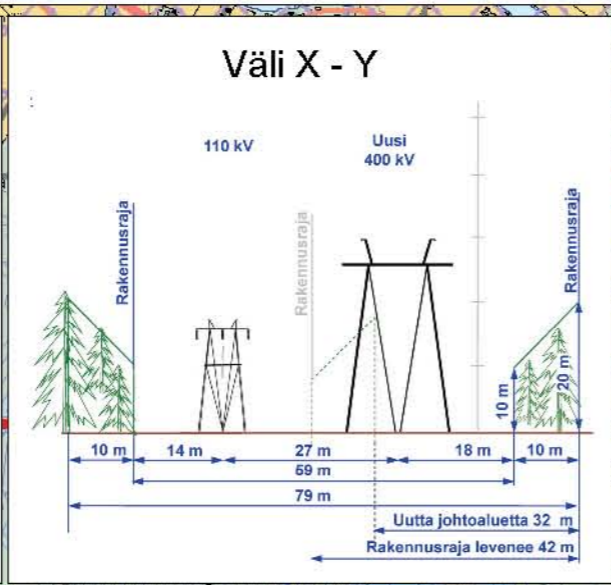 Väli X - Y
110 kV
Uusi
400 kV
Rakennusraja
Rakennusraja
Rakennusraja
10 m
20 m
10 m
14 m
27 m
18 m
10 m
59 m
79 m
Uutta johtoaluetta 32 m
Rakennusraja levenee 42 m